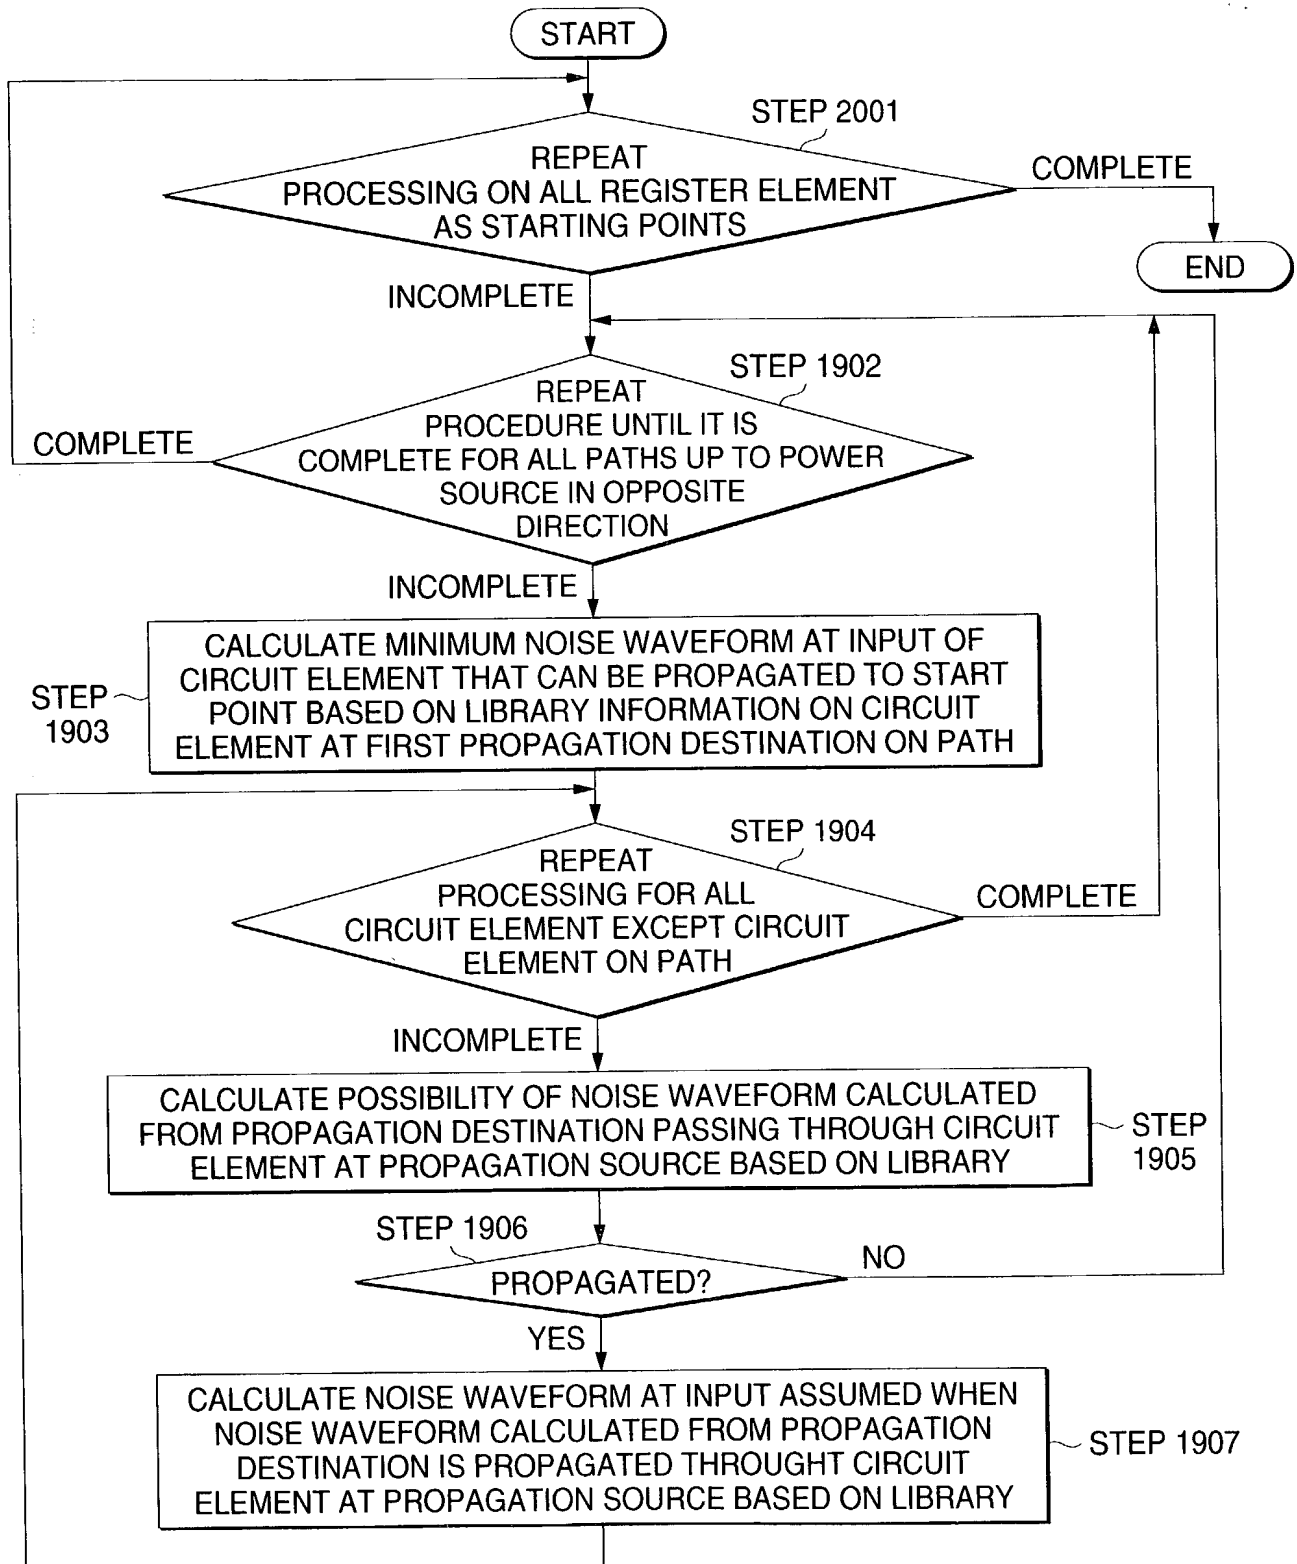 START
STEP 2001
REPEAT
PROCESSING ON ALL REGISTER ELEMENT
AS STARTING POINTS
COMPLETE
END
INCOMPLETE
STEP 1902
REPEAT
PROCEDURE UNTIL IT IS
COMPLETE FOR ALL PATHS UP TO POWER
SOURCE IN OPPOSITE
DIRECTION
COMPLETE
INCOMPLETE
STEP
1903
CALCULATE MINIMUM NOISE WAVEFORM AT INPUT OF
CIRCUIT ELEMENT THAT CAN BE PROPAGATED TO START
POINT BASED ON LIBRARY INFORMATION ON CIRCUIT
ELEMENT AT FIRST PROPAGATION DESTINATION ON PATH
STEP 1904
REPEAT
PROCESSING FOR ALL
CIRCUIT ELEMENT EXCEPT CIRCUIT
ELEMENT ON PATH
COMPLETE
INCOMPLETE
CALCULATE POSSIBILITY OF NOISE WAVEFORM CALCULATED
FROM PROPAGATION DESTINATION PASSING THROUGH CIRCUIT
ELEMENT AT PROPAGATION SOURCE BASED ON LIBRARY
STEP
1905
STEP 1906
PROPAGATED?
NO
YES
CALCULATE NOISE WAVEFORM AT INPUT ASSUMED WHEN
NOISE WAVEFORM CALCULATED FROM PROPAGATION
DESTINATION IS PROPAGATED THROUGHT CIRCUIT
ELEMENT AT PROPAGATION SOURCE BASED ON LIBRARY
STEP 1907